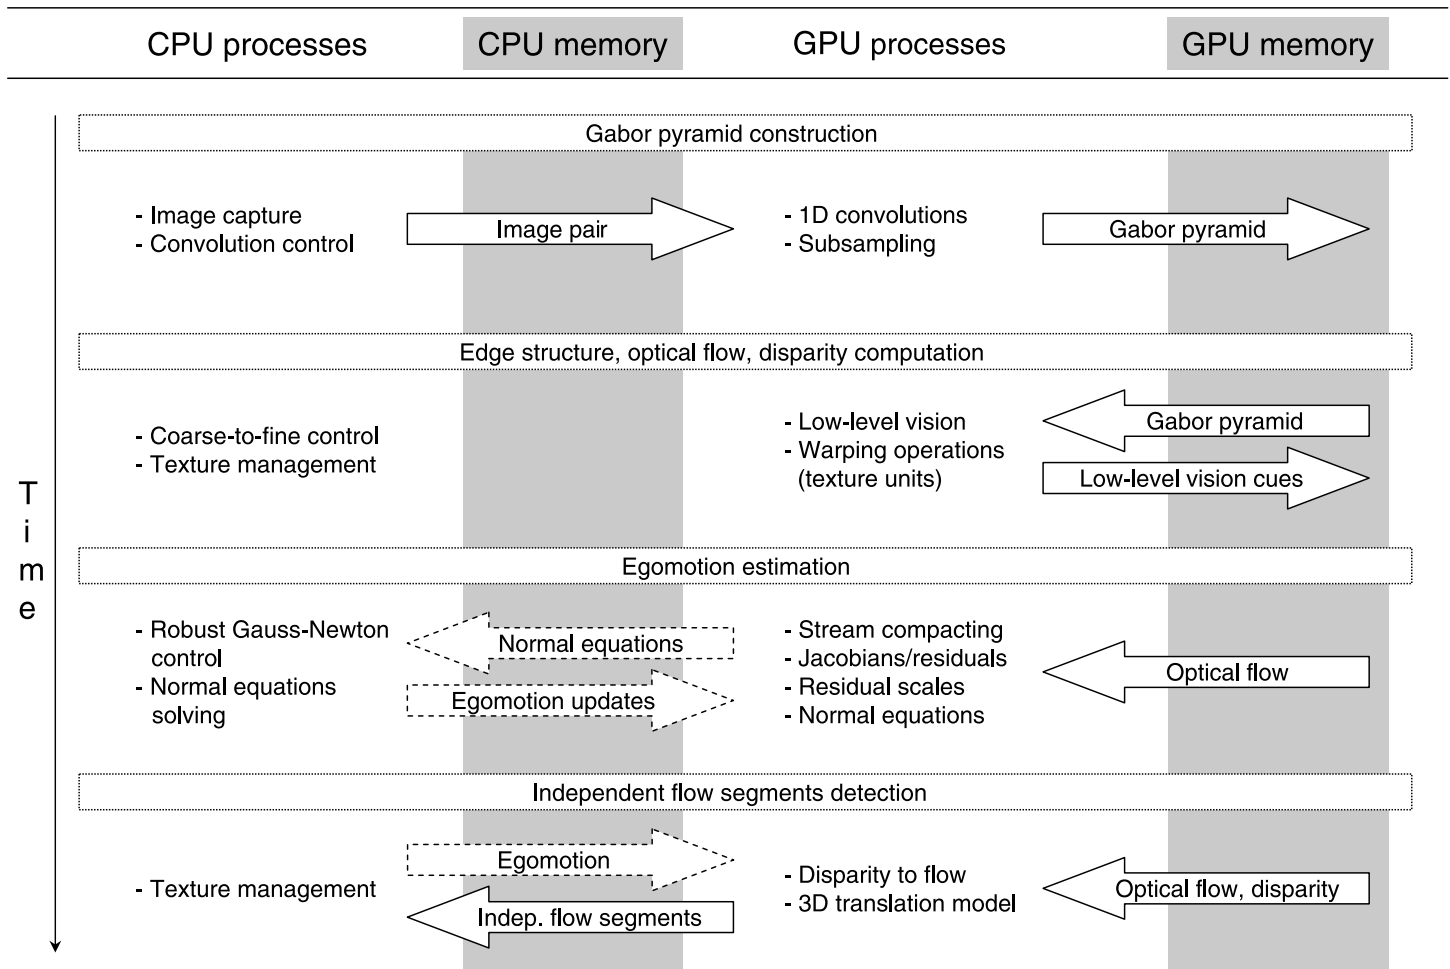 CPU processes CPU memory GPU processes GPU memory
Gabor pyramid construction
- Image capture
- Convolution control
Image pair
- 1D convolutions
- Subsampling
Gabor pyramid
Edge structure, optical flow, disparity computation
- Coarse-to-fine control
- Texture management
- Low-level vision
- Warping operations
(texture units)
Gabor pyramid
Low-level vision cues
Time
Egomotion estimation
- Robust Gauss-Newton
control
- Normal equations
solving
Normal equations
Egomotion updates
- Stream compacting
- Jacobians/residuals
- Residual scales
- Normal equations
Optical flow
Independent flow segments detection
- Texture management
Egomotion
Indep. flow segments
- Disparity to flow
- 3D translation model
Optical flow, disparity